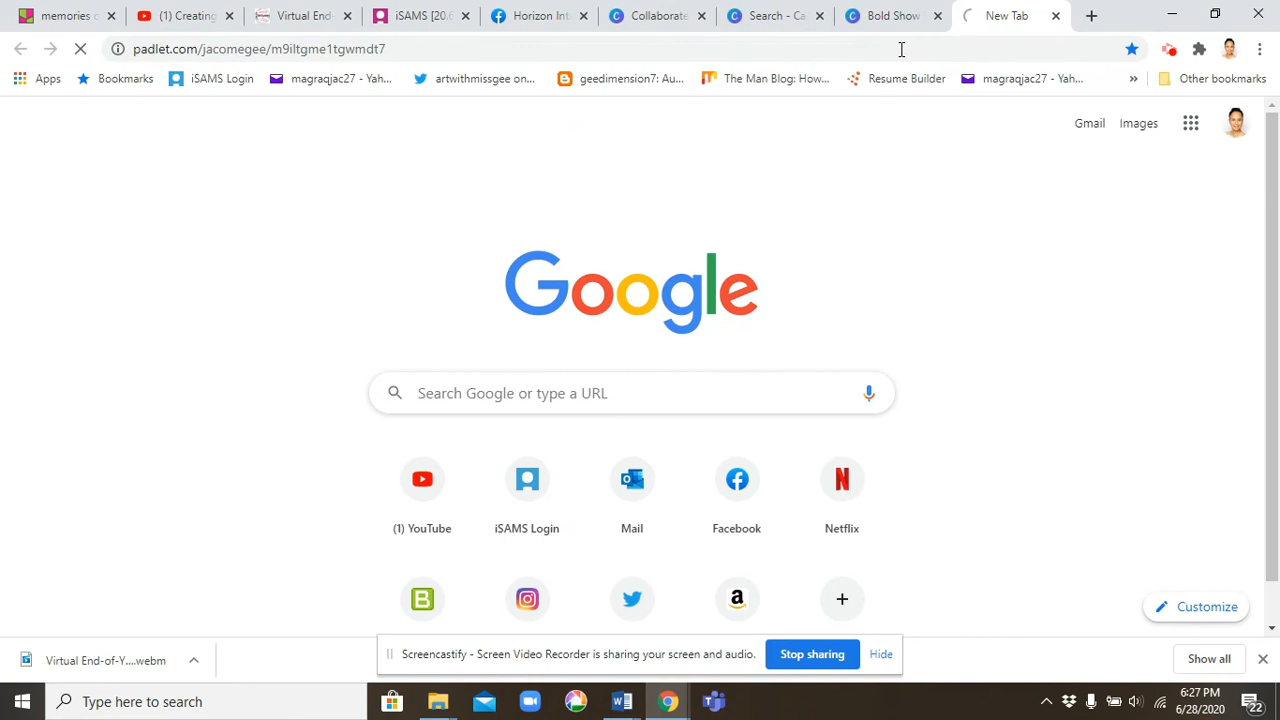 memories
(1) Creating
Virtual End-
iSAMS [20.6
Horizon Int
Collaborate
Search - Ca
Bold Show
New Tab
padlet.com/jacomegee/m9iltgme1tgwmdt7
Apps
Bookmarks
iSAMS Login
magraqjac27 - Yah...
artwithmissgee on...
geedimension7: Au...
The Man Blog: How...
Resume Builder
magraqjac27 - Yah...
»
Other bookmarks
Gmail
Images
Google
Search Google or type a URL
(1) YouTube
iSAMS Login
Mail
Facebook
Netflix
Customize
Screencastify - Screen Video Recorder is sharing your screen and audio.
Stop sharing
Hide
Virtual End-of-Y....webm
Show all
Type here to search
6:27 PM
6/28/2020
22